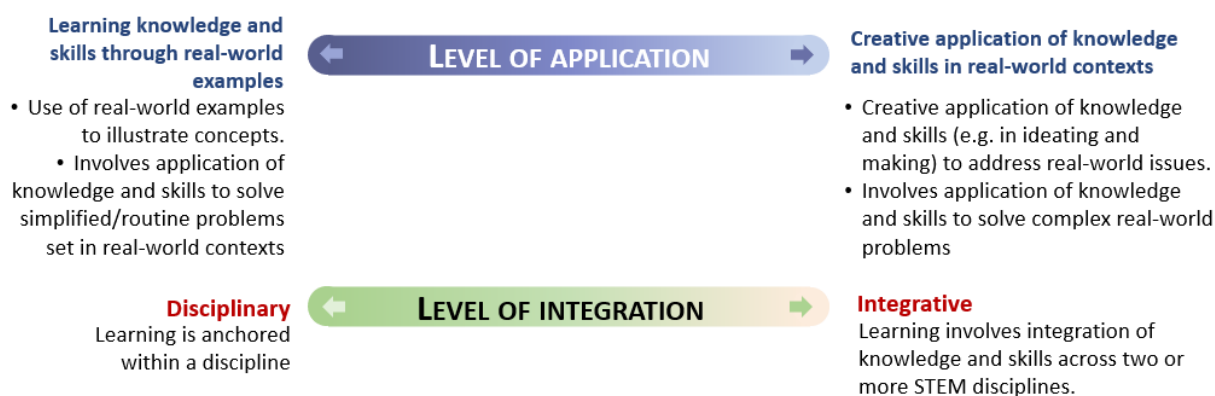 Learning knowledge and
skills through real-world
examples
• Use of real-world examples
to illustrate concepts.
• Involves application of
knowledge and skills to solve
simplified/routine problems
set in real-world contexts
LEVEL OF APPLICATION
Creative application of knowledge
and skills in real-world contexts
• Creative application of knowledge
and skills (e.g. in ideating and
making) to address real-world issues.
• Involves application of knowledge
and skills to solve complex real-world
problems
Disciplinary
Learning is anchored
within a discipline
LEVEL OF INTEGRATION
Integrative
Learning involves integration of
knowledge and skills across two or
more STEM disciplines.